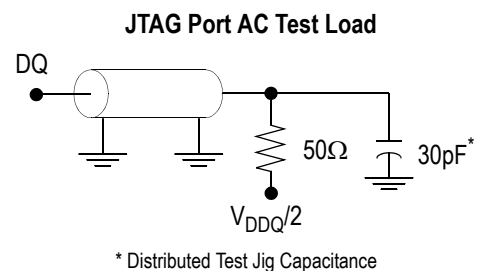 JTAG Port AC Test Load
DQ
50Ω
30pF*
VDDQ/2
* Distributed Test Jig Capacitance